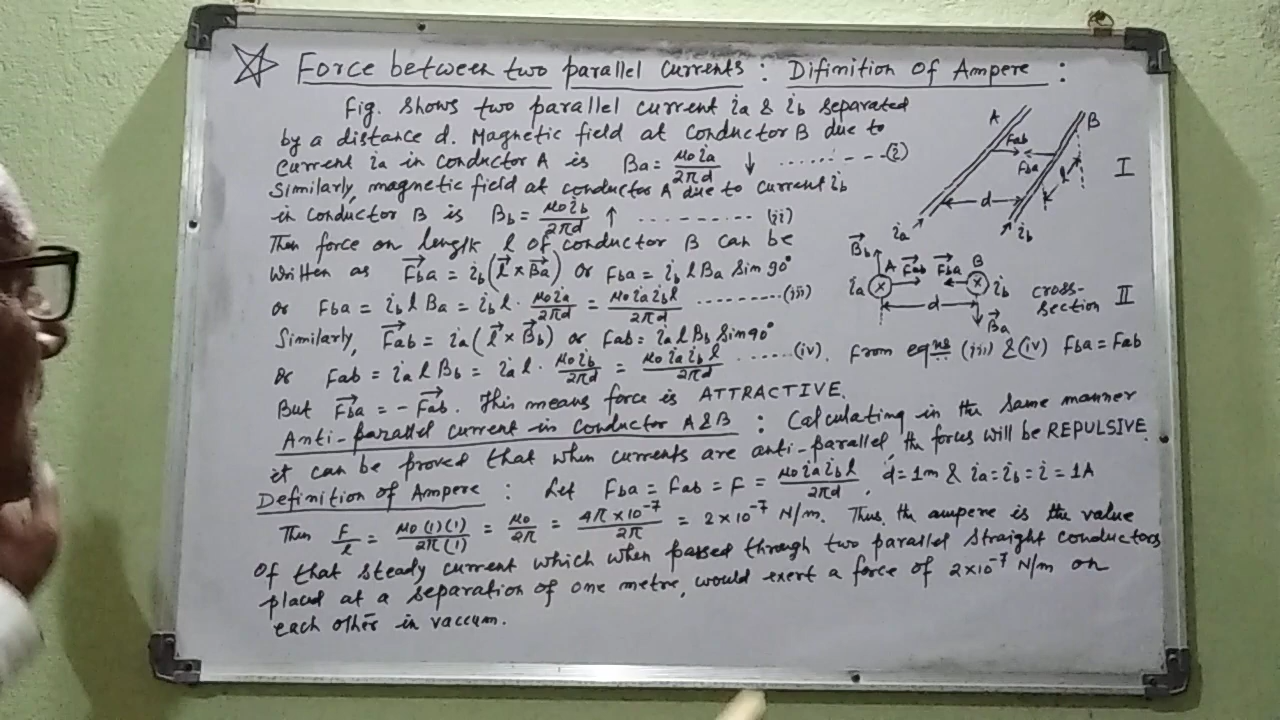 Force between two parallel currents : Difinition of Ampere :
Fig. shows two parallel current ia & ib separated
by a distance d. Magnetic field at conductor B due to
current ia in conductor A is Ba = μ0 ia / 2πd ↓ ..........(i)
Similarly, magnetic field at conductor A due to current ib
in conductor B is Bb = μ0 ib / 2πd ↑ .......... (ii)
Then force on length l of conductor B can be
written as F⃗ba = ib (l⃗ × B⃗a) or Fba = ib l Ba Sin 90°
or Fba = ib l Ba = ib l · μ0 ia / 2πd = μ0 ia ib l / 2πd ..........(iii)
Similarly, F⃗ab = ia (l⃗ × B⃗b) or Fab = ia l Bb Sin 90°
or Fab = ia l Bb = ia l · μ0 ib / 2πd = μ0 ia ib l / 2πd ......(iv). From eqns (iii) & (iv) Fba = Fab
But F⃗ba = - F⃗ab. This means force is ATTRACTIVE.
Anti-parallel current in conductor A & B : Calculating in the same manner
it can be proved that when currents are anti-parallel, the forces will be REPULSIVE.
Definition of Ampere : Let Fba = Fab = F = μ0 ia ib l / 2πd, d = 1m & ia = ib = i = 1A
Then F/l = μ0 (1)(1) / 2π(1) = μ0 / 2π = 4π × 10⁻⁷ / 2π = 2 × 10⁻⁷ N/m. Thus, the ampere is the value
of that steady current which when passed through two parallel straight conductors
placed at a separation of one metre, would exert a force of 2×10⁻⁷ N/m on
each other in vaccum.
A B
Fab
Fba
l
d
ia ib
I
B⃗b
A F⃗ab F⃗ba B
ia ib
d
B⃗a
cross-
section
II